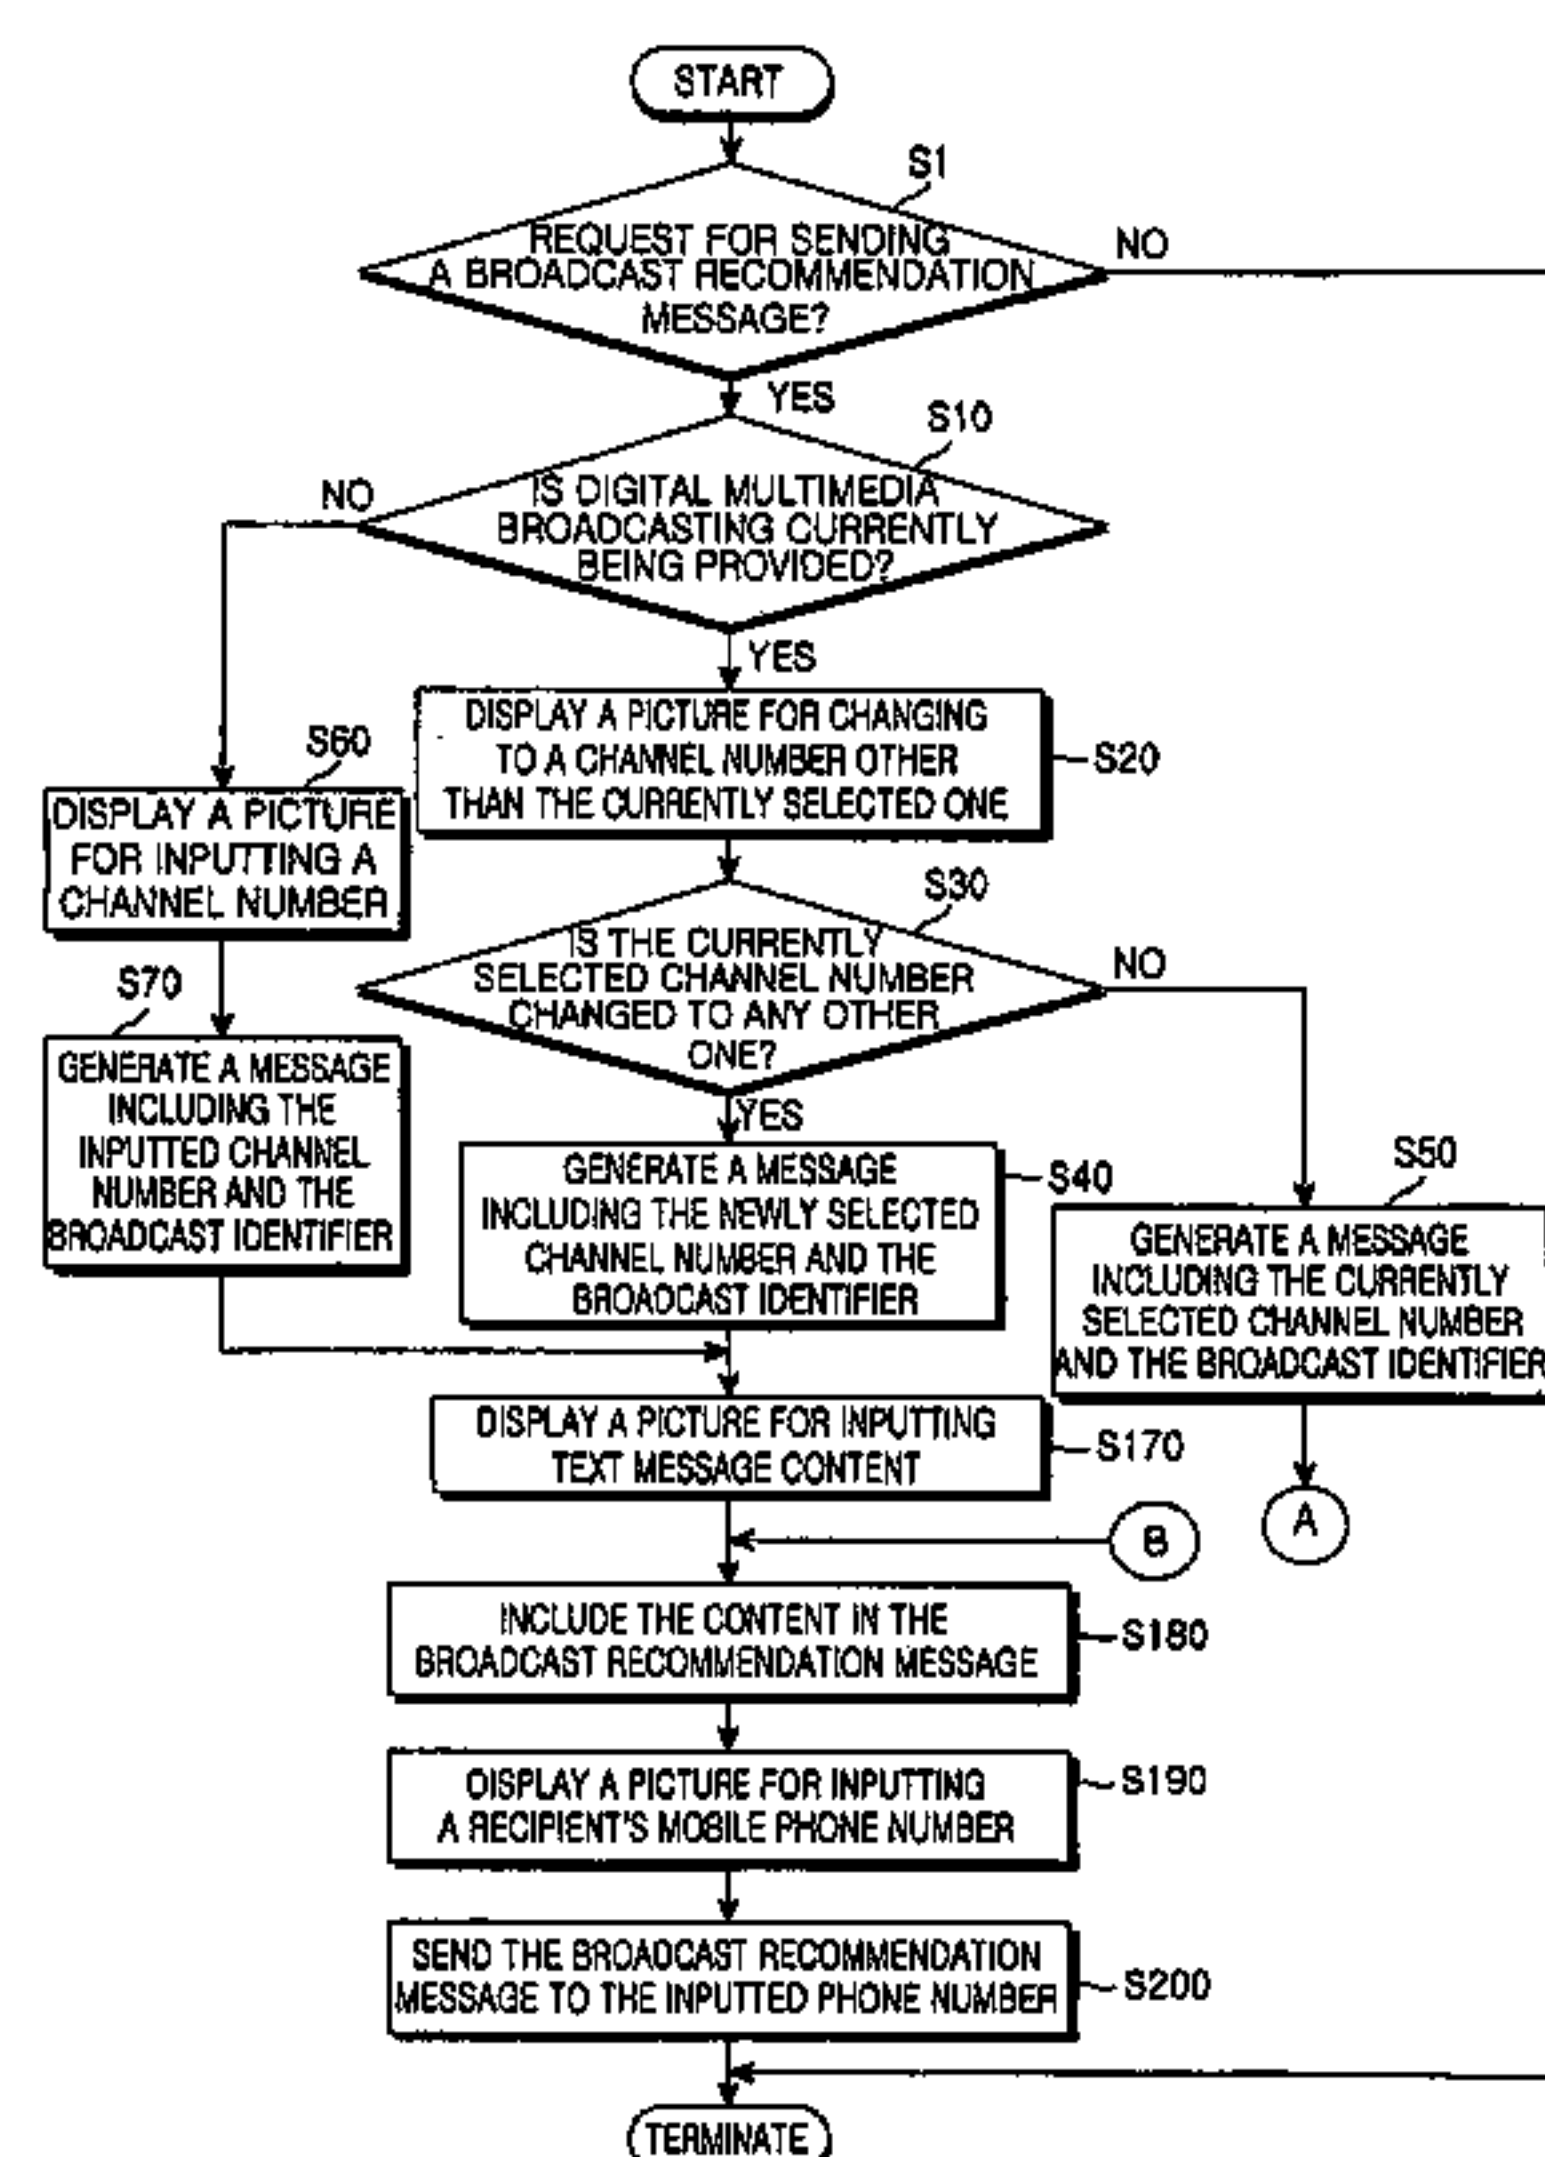 START
S1
REQUEST FOR SENDING
A BROADCAST RECOMMENDATION
MESSAGE?
NO
YES
S10
IS DIGITAL MULTIMEDIA
BROADCASTING CURRENTLY
BEING PROVIDED?
NO
YES
DISPLAY A PICTURE FOR CHANGING
TO A CHANNEL NUMBER OTHER
THAN THE CURRENTLY SELECTED ONE
S20
S60
DISPLAY A PICTURE
FOR INPUTTING A
CHANNEL NUMBER
S30
IS THE CURRENTLY
SELECTED CHANNEL NUMBER
CHANGED TO ANY OTHER
ONE?
NO
YES
S70
GENERATE A MESSAGE
INCLUDING THE
INPUTTED CHANNEL
NUMBER AND THE
BROADCAST IDENTIFIER
GENERATE A MESSAGE
INCLUDING THE NEWLY SELECTED
CHANNEL NUMBER AND THE
BROADCAST IDENTIFIER
S40
S50
GENERATE A MESSAGE
INCLUDING THE CURRENTLY
SELECTED CHANNEL NUMBER
AND THE BROADCAST IDENTIFIER
DISPLAY A PICTURE FOR INPUTTING
TEXT MESSAGE CONTENT
S170
B
A
INCLUDE THE CONTENT IN THE
BROADCAST RECOMMENDATION MESSAGE
S180
DISPLAY A PICTURE FOR INPUTTING
A RECIPIENT'S MOBILE PHONE NUMBER
S190
SEND THE BROADCAST RECOMMENDATION
MESSAGE TO THE INPUTTED PHONE NUMBER
S200
TERMINATE